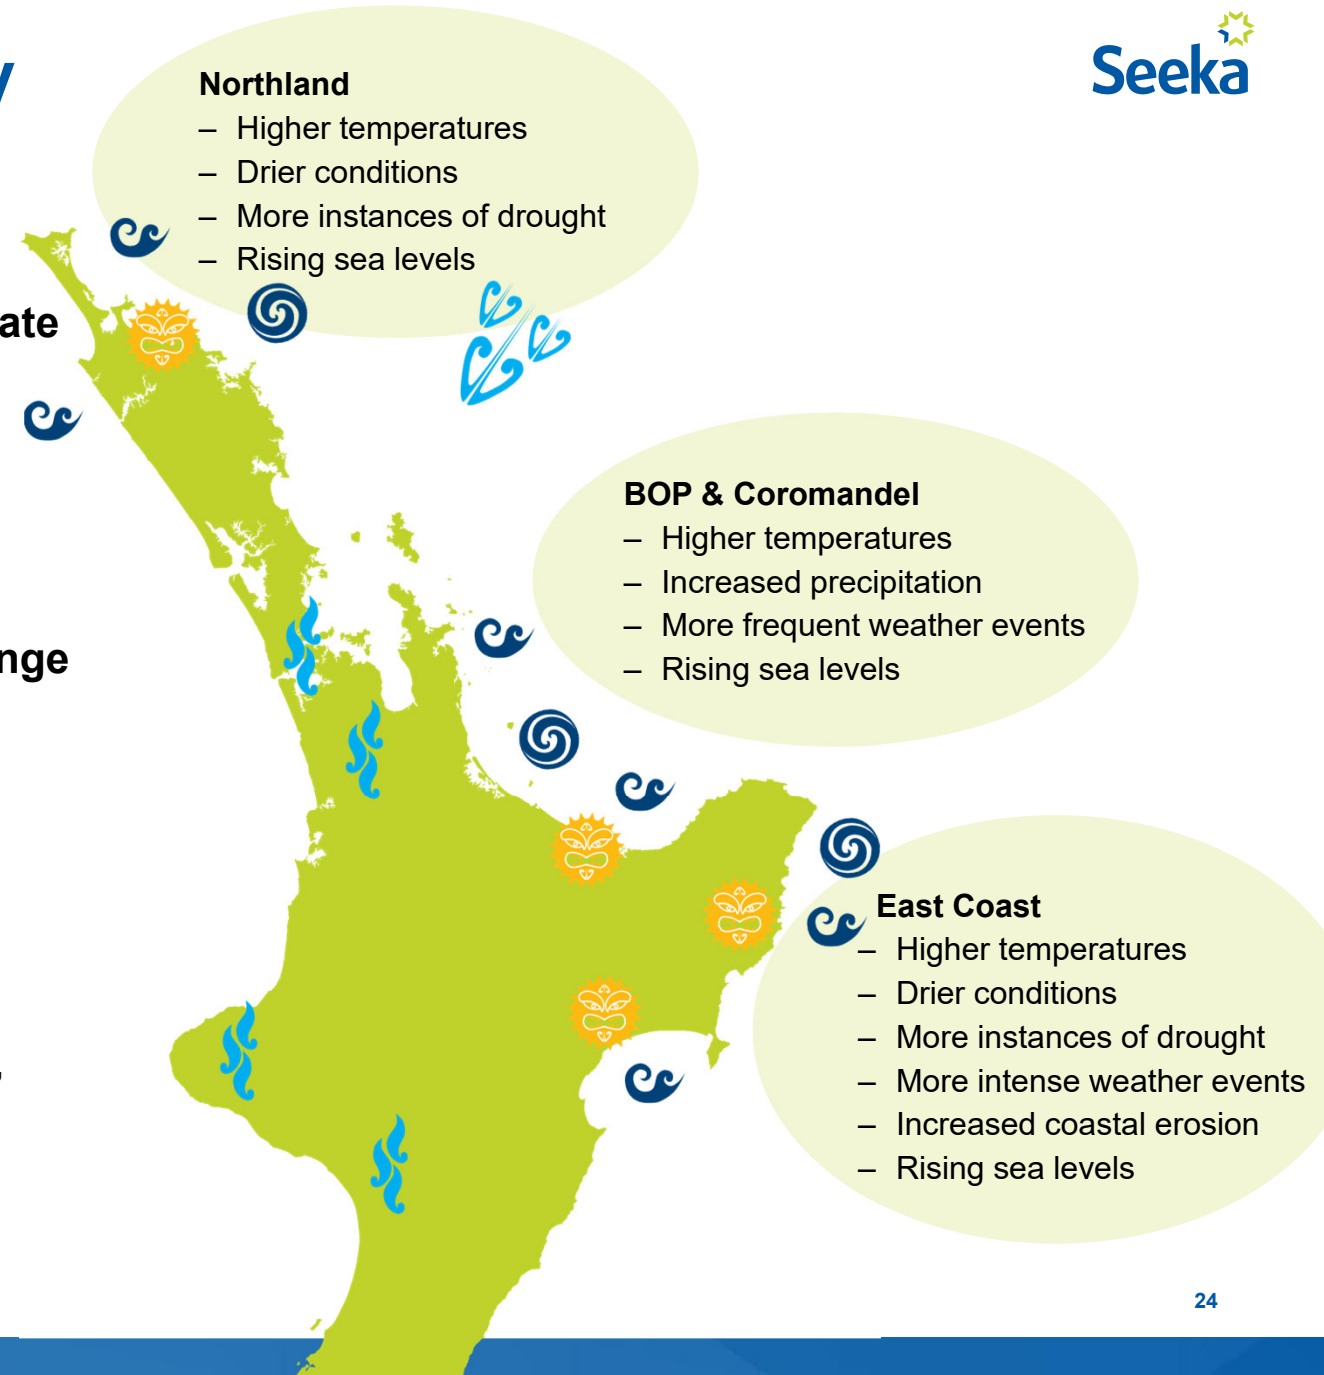 y
Seeka
Northland
– Higher temperatures
– Drier conditions
– More instances of drought
– Rising sea levels
ate
BOP & Coromandel
– Higher temperatures
– Increased precipitation
– More frequent weather events
– Rising sea levels
nge
East Coast
– Higher temperatures
– Drier conditions
– More instances of drought
– More intense weather events
– Increased coastal erosion
– Rising sea levels
,
24